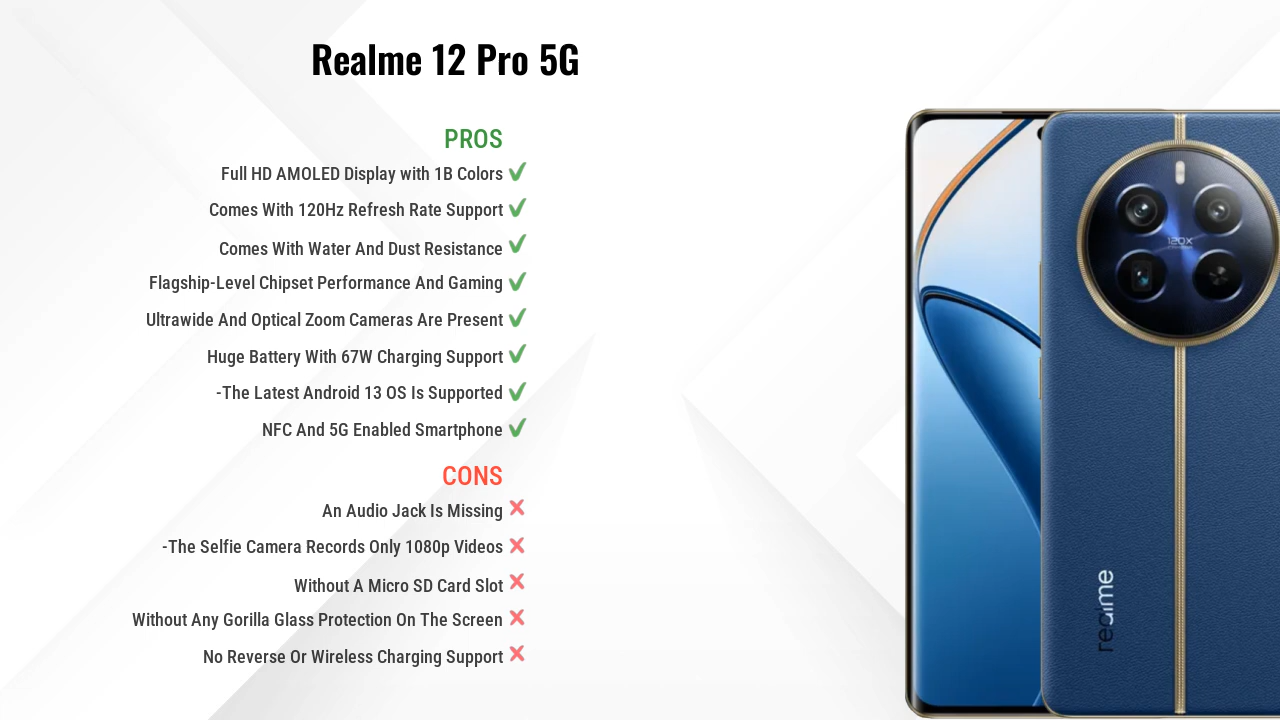 Realme 12 Pro 5G
PROS
Full HD AMOLED Display with 1B Colors
Comes With 120Hz Refresh Rate Support
Comes With Water And Dust Resistance
Flagship-Level Chipset Performance And Gaming
Ultrawide And Optical Zoom Cameras Are Present
Huge Battery With 67W Charging Support
-The Latest Android 13 OS Is Supported
NFC And 5G Enabled Smartphone
CONS
An Audio Jack Is Missing
-The Selfie Camera Records Only 1080p Videos
Without A Micro SD Card Slot
Without Any Gorilla Glass Protection On The Screen
No Reverse Or Wireless Charging Support
120X
realme